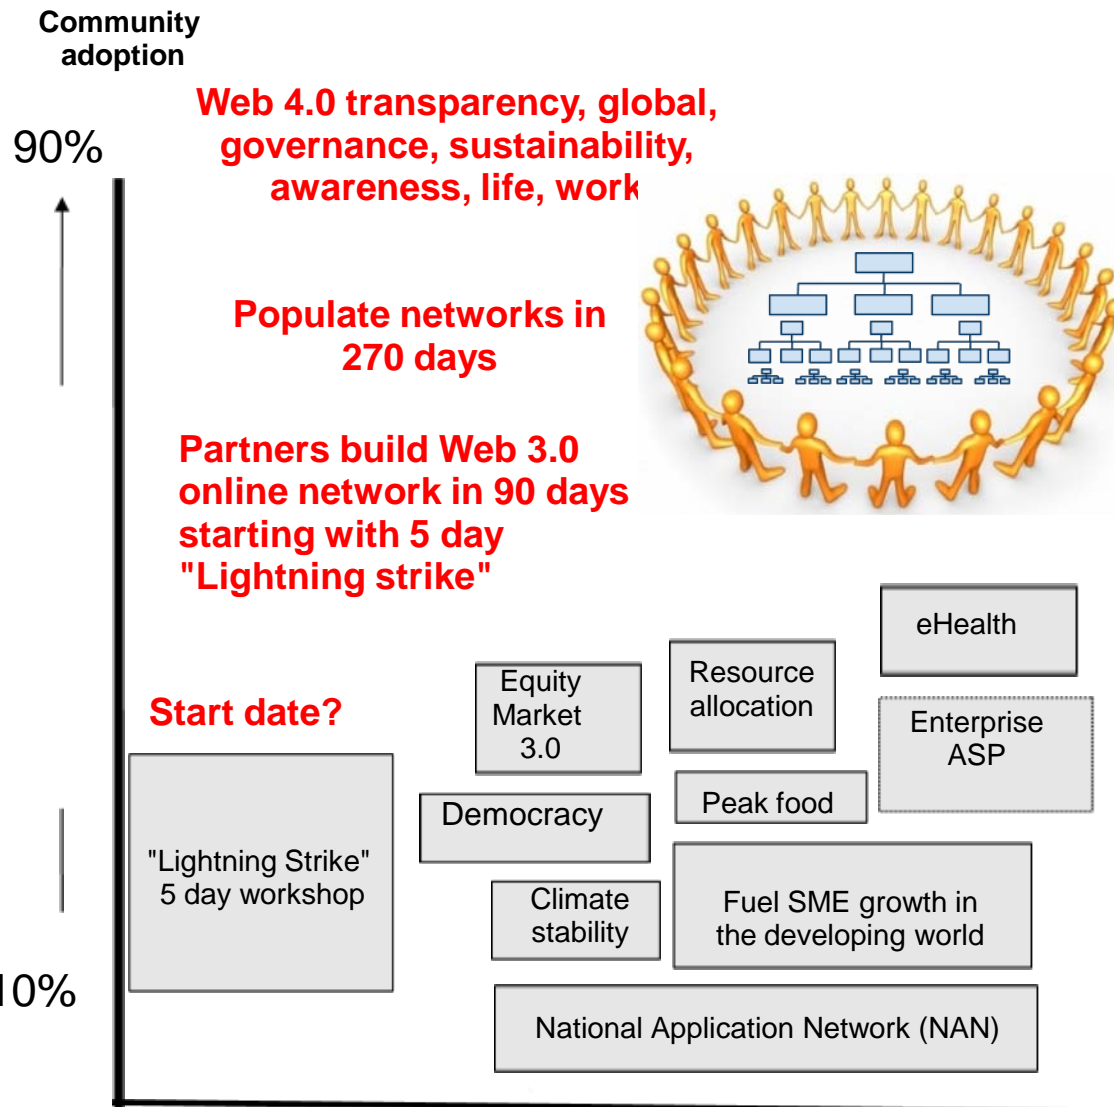 Community
adoption
Web 4.0 transparency, global,
governance, sustainability,
awareness, life, work
90%
Populate networks in
270 days
Partners build Web 3.0
online network in 90 days
starting with 5 day
"Lightning strike"
eHealth
Equity
Market
3.0
Resource
allocation
Start date?
Enterprise
ASP
Peak food
Democracy
"Lightning Strike"
5 day workshop
Climate
stability
Fuel SME growth in
the developing world
10%
National Application Network (NAN)